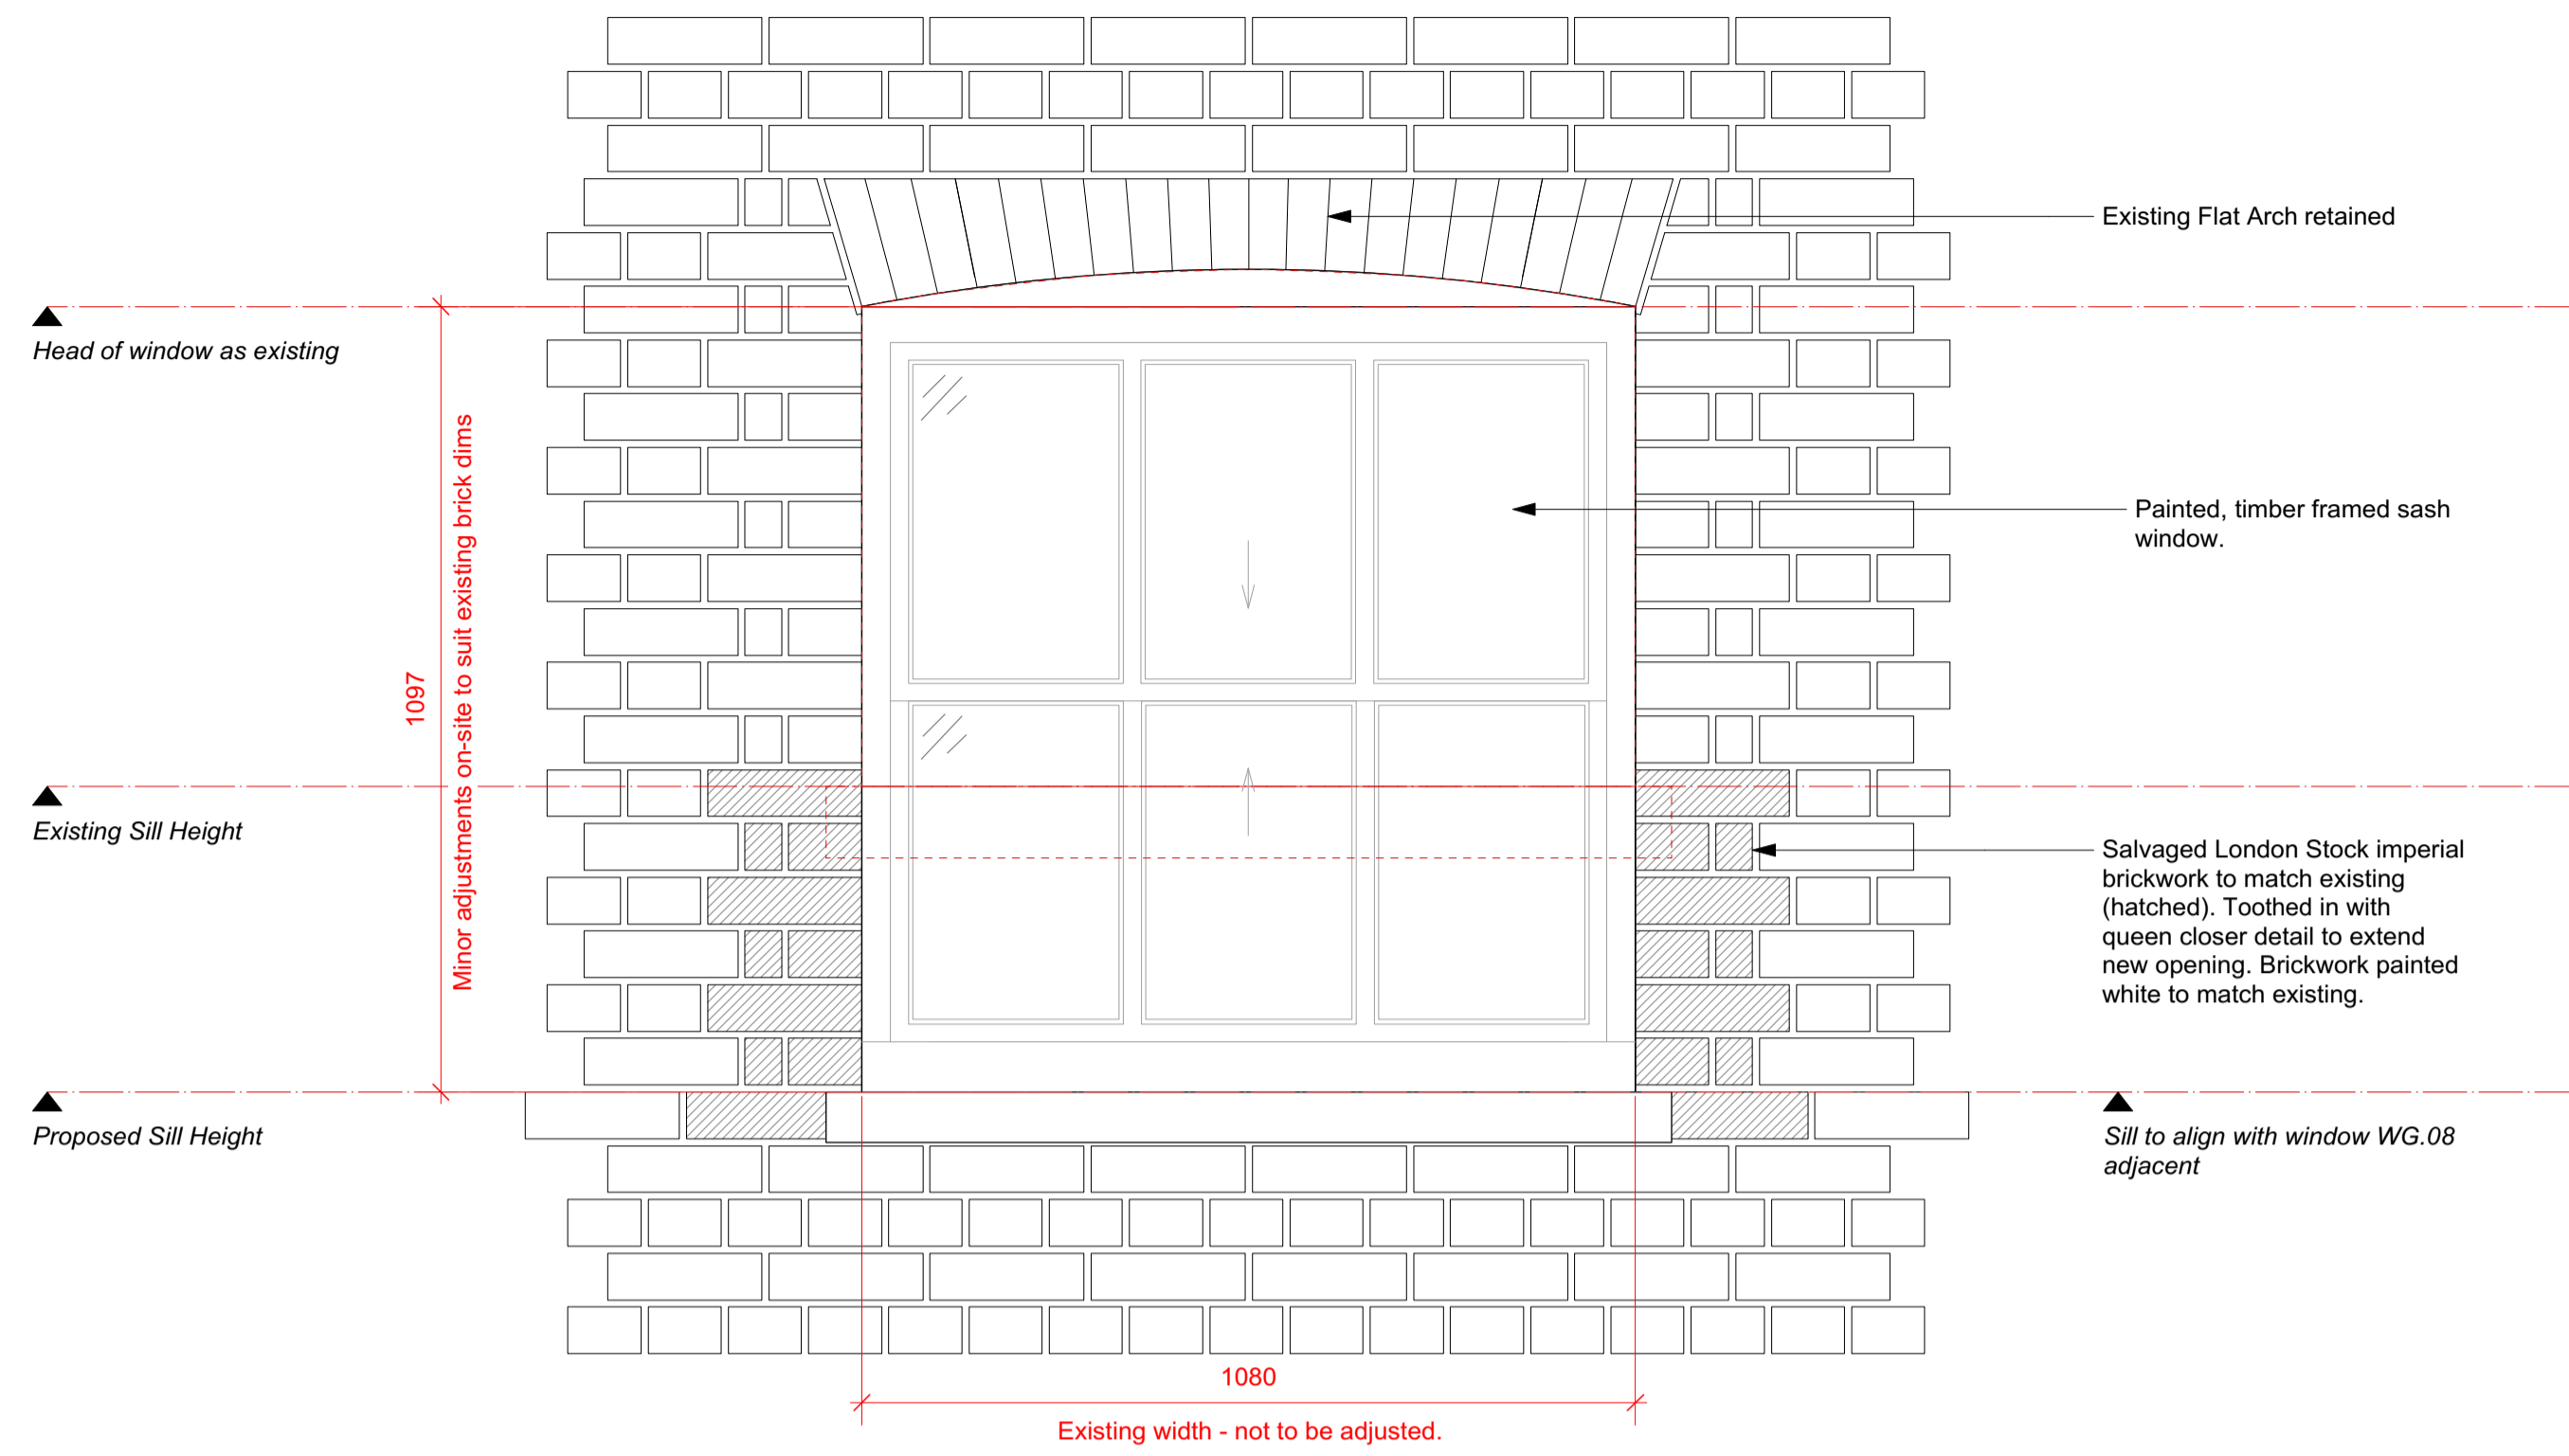 Existing Flat Arch retained
Head of window as existing
Painted, timber framed sash
window.
1097
Minor adjustments on-site to suit existing brick dims
Existing Sill Height
Salvaged London Stock imperial
brickwork to match existing
(hatched). Toothed in with
queen closer detail to extend
new opening. Brickwork painted
white to match existing.
Proposed Sill Height
Sill to align with window WG.08
adjacent
1080
Existing width - not to be adjusted.